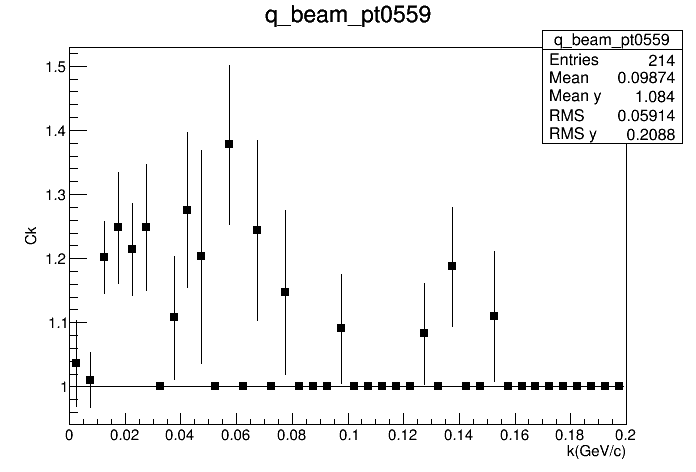 q_beam_pt0559
q_beam_pt0559
Entries 214
Mean 0.09874
Mean y 1.084
RMS 0.05914
RMS y 0.2088
Ck
1.5
1.4
1.3
1.2
1.1
1
0 0.02 0.04 0.06 0.08 0.1 0.12 0.14 0.16 0.18 0.2
k(GeV/c)